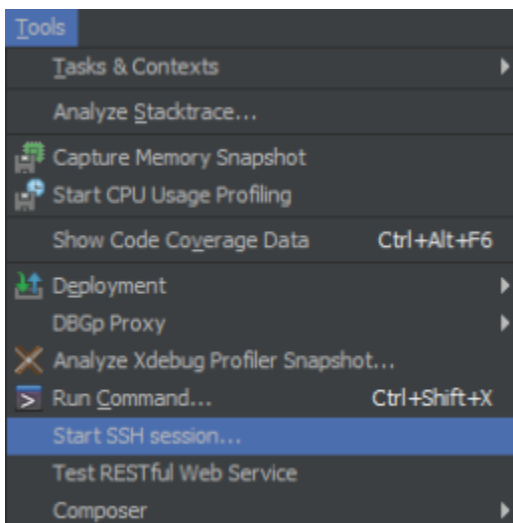 Tools
Tasks & Contexts
Analyze Stacktrace...
Capture Memory Snapshot
Start CPU Usage Profiling
Show Code Coverage Data Ctrl+Alt+F6
Deployment
DBGp Proxy
Analyze Xdebug Profiler Snapshot...
Run Command... Ctrl+Shift+X
Start SSH session...
Test RESTful Web Service
Composer